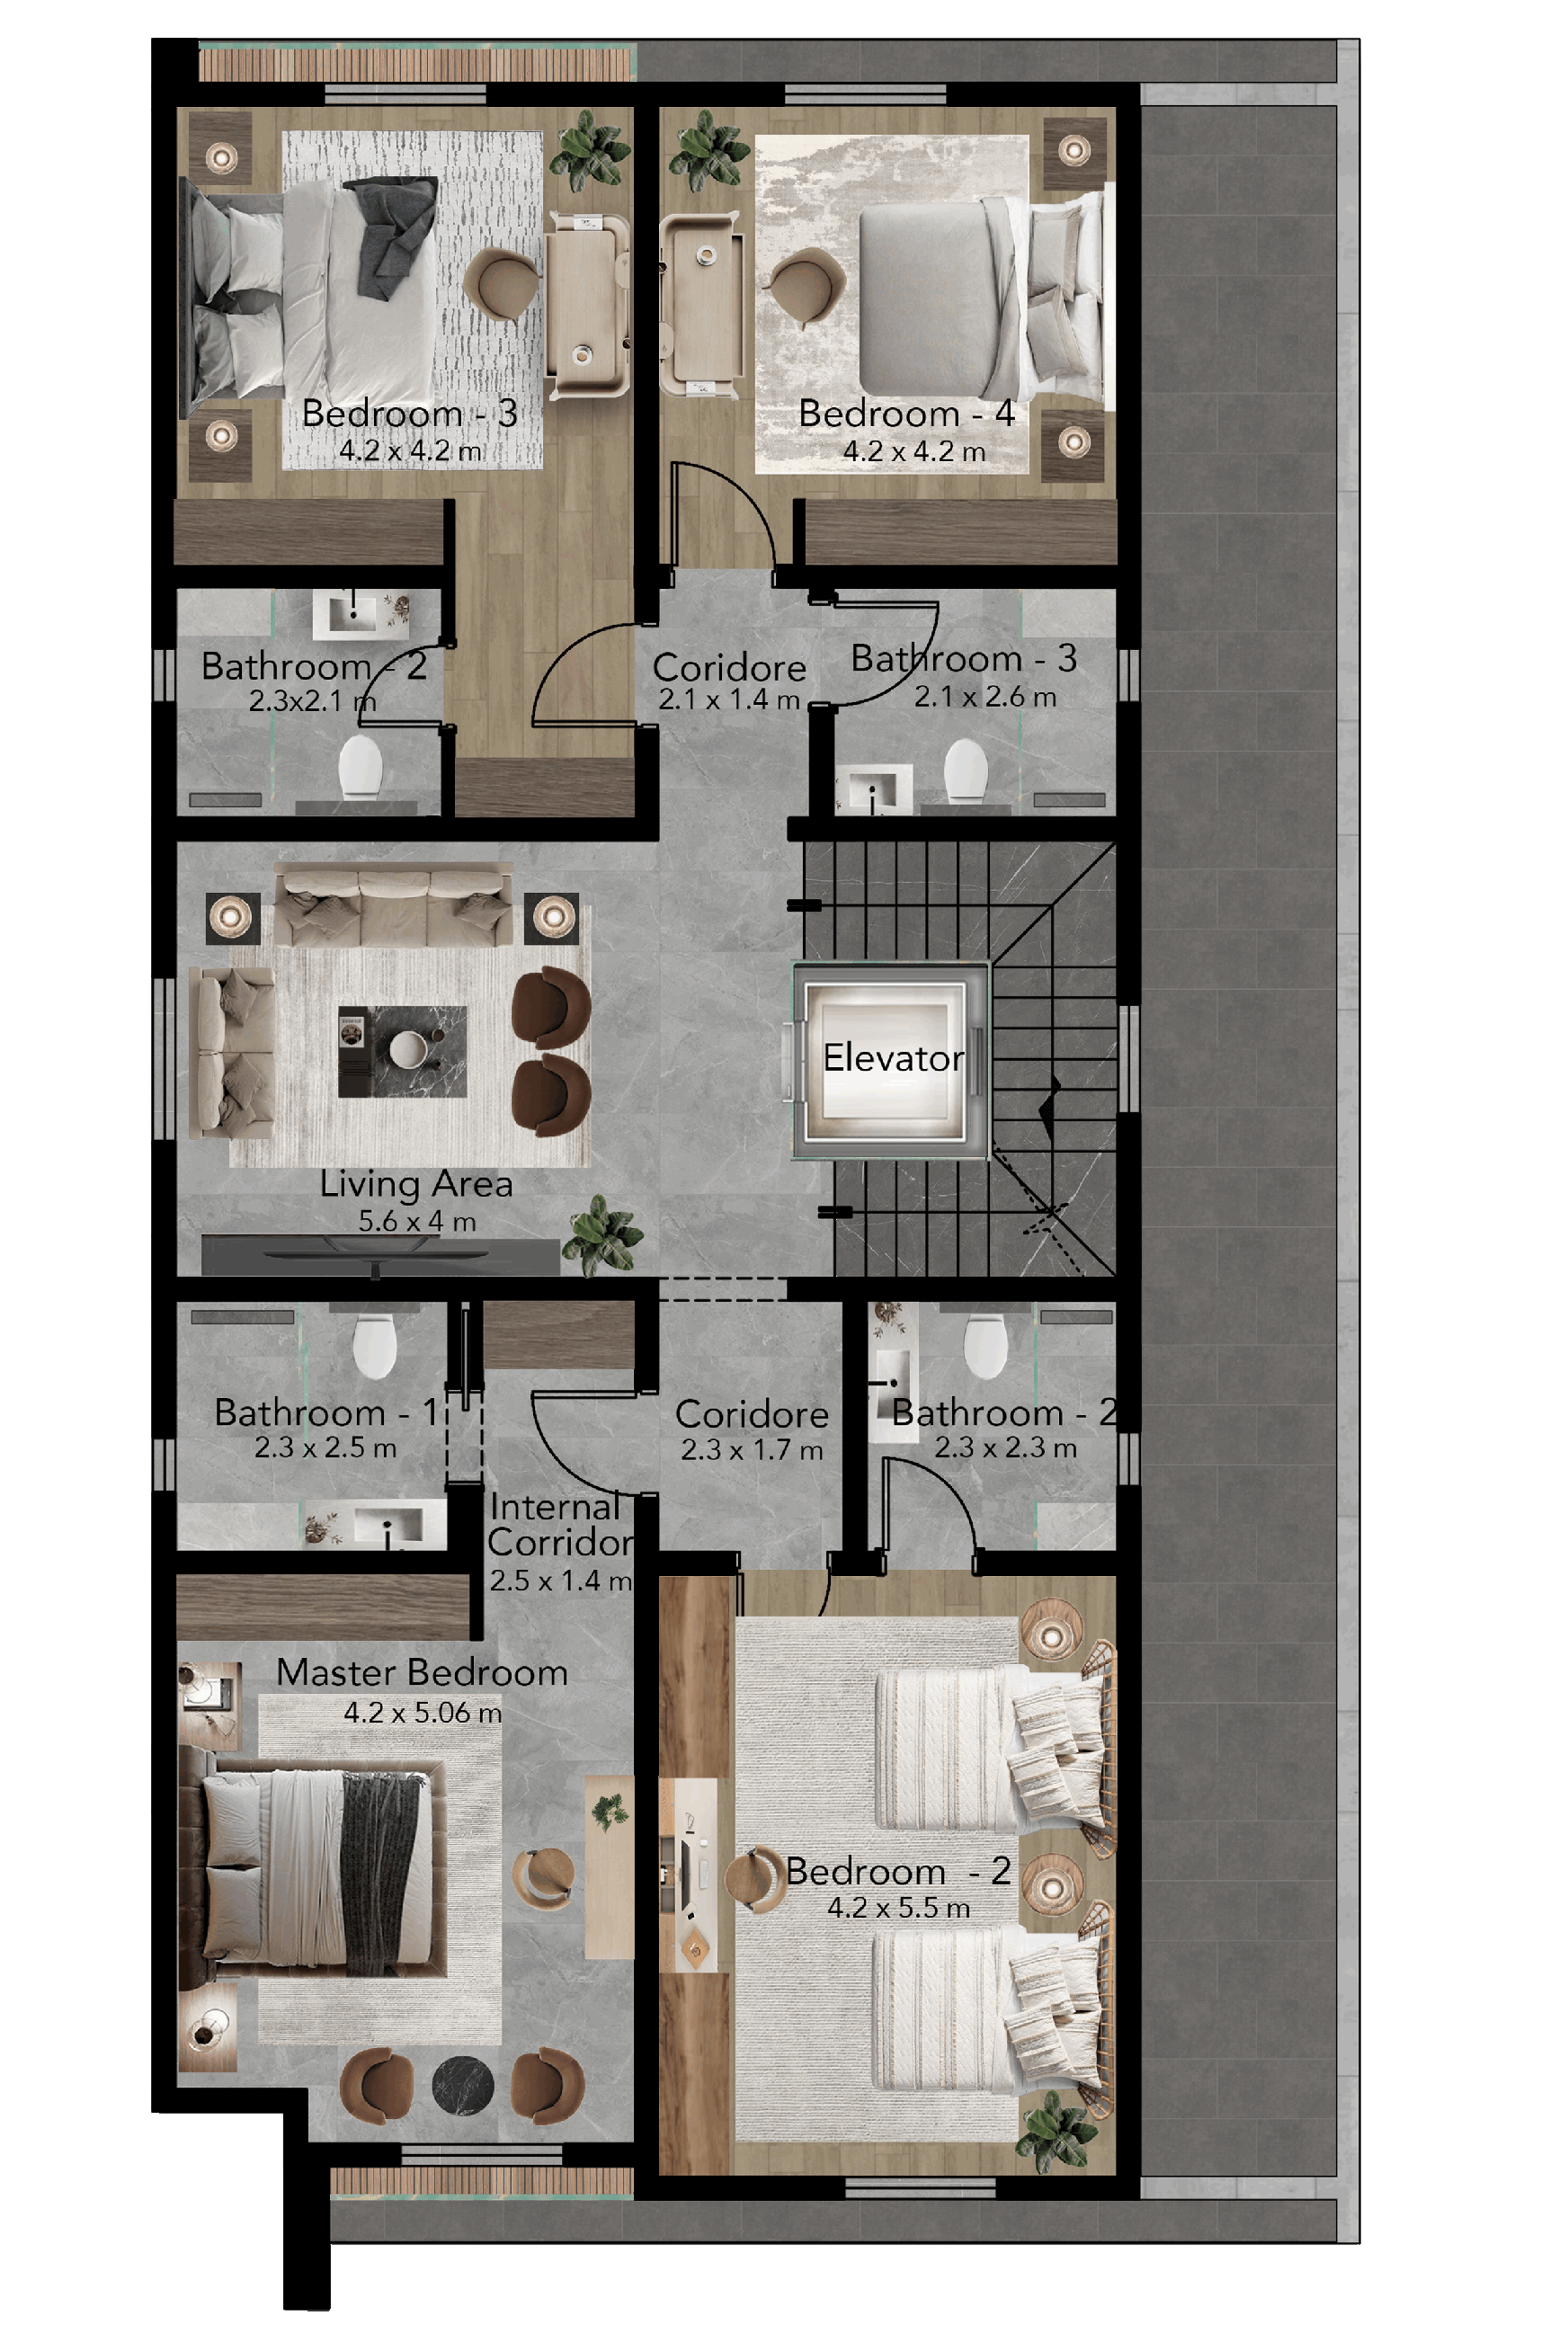 Bedroom - 3
4.2 x 4.2 m
Bedroom - 4
4.2 x 4.2 m
Bathroom - 2
2.3x2.1 m
Coridore
2.1 x 1.4 m
Bathroom - 3
2.1 x 2.6 m
Elevator
Living Area
5.6 x 4 m
Bathroom - 1
2.3 x 2.5 m
Coridore
2.3 x 1.7 m
Bathroom - 2
2.3 x 2.3 m
Internal
Corridor
2.5 x 1.4 m
Master Bedroom
4.2 x 5.06 m
Bedroom - 2
4.2 x 5.5 m